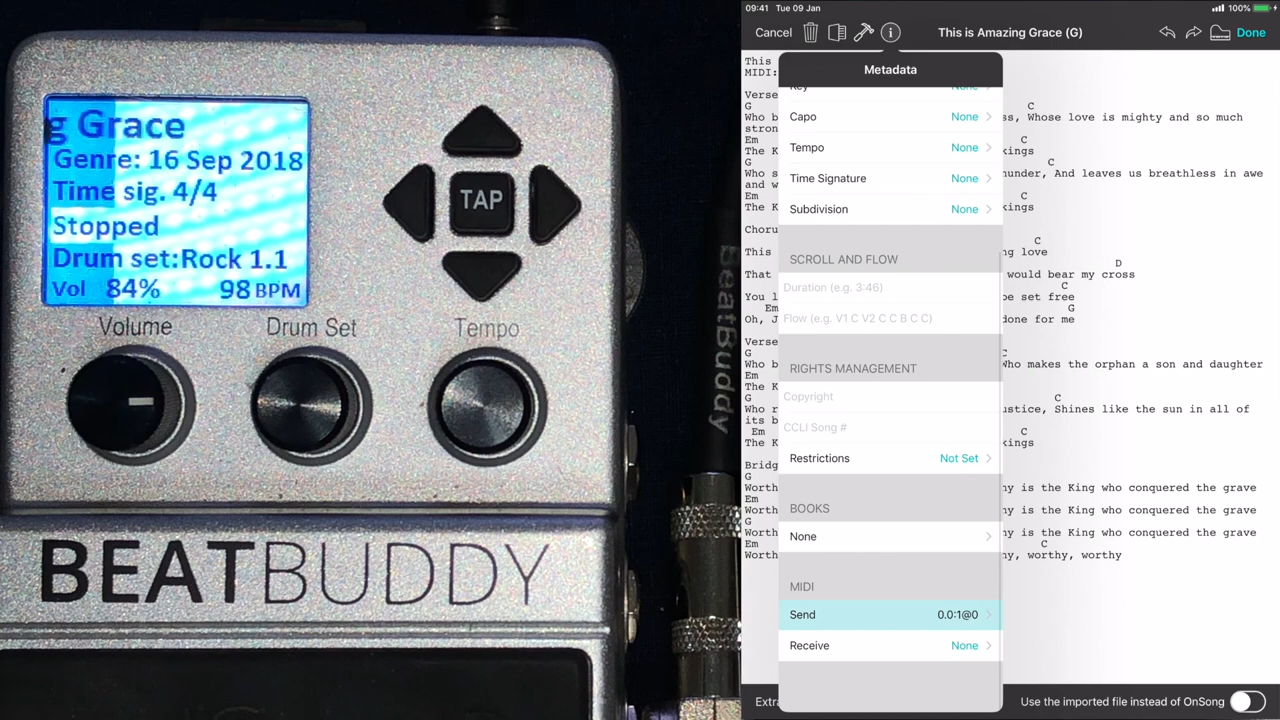 g Grace
Genre: 16 Sep 2018
Time sig. 4/4
Stopped
Drum set:Rock 1.1
Vol 84% 98 BPM
TAP
Volume Drum Set Tempo
BEATBUDDY
BeatBuddy
09:41 Tue 09 Jan 100%
Cancel This is Amazing Grace (G) Done
Metadata
Key None
Capo None
Tempo None
Time Signature None
Subdivision None
SCROLL AND FLOW
Duration (e.g. 3:46)
Flow (e.g. V1 C V2 C C B C C)
RIGHTS MANAGEMENT
Copyright
CCLI Song #
Restrictions Not Set
BOOKS
None
MIDI
Send 0.0:1@0
Receive None
This
MIDI:
Verse
G C
Who b ss, Whose love is mighty and so much
stron
Em C
The K kings
G C
Who s hunder, And leaves us breathless in awe
and w
Em C
The K kings
Choru
C
This ng love
D
That would bear my cross
C
You l be set free
Em G
Oh, J done for me
Verse
G C
Who b Who makes the orphan a son and daughter
Em
The K
G C
Who r ustice, Shines like the sun in all of
its b
Em C
The K kings
Bridg
G
Worth hy is the King who conquered the grave
Em
Worth hy is the King who conquered the grave
G
Worth hy is the King who conquered the grave
Em C
Worth hy, worthy, worthy
Extra Use the imported file instead of OnSong